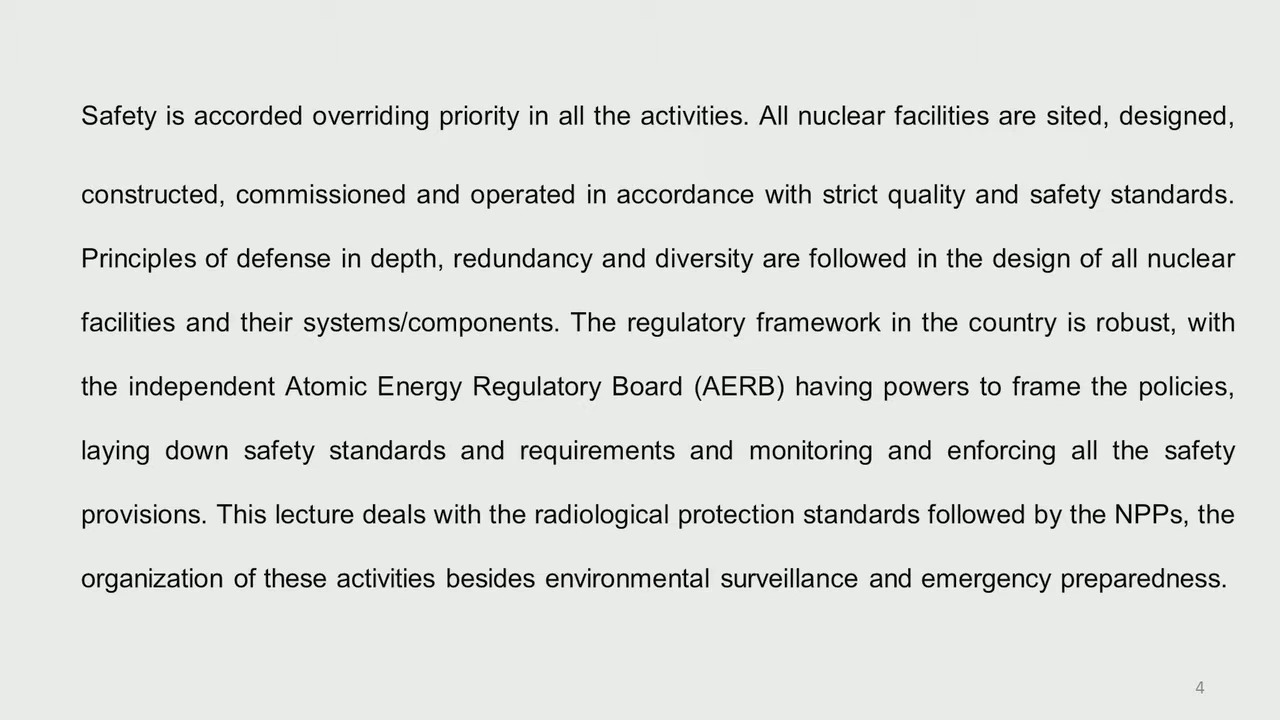 Safety is accorded overriding priority in all the activities. All nuclear facilities are sited, designed,
constructed, commissioned and operated in accordance with strict quality and safety standards.
Principles of defense in depth, redundancy and diversity are followed in the design of all nuclear
facilities and their systems/components. The regulatory framework in the country is robust, with
the independent Atomic Energy Regulatory Board (AERB) having powers to frame the policies,
laying down safety standards and requirements and monitoring and enforcing all the safety
provisions. This lecture deals with the radiological protection standards followed by the NPPs, the
organization of these activities besides environmental surveillance and emergency preparedness.
4